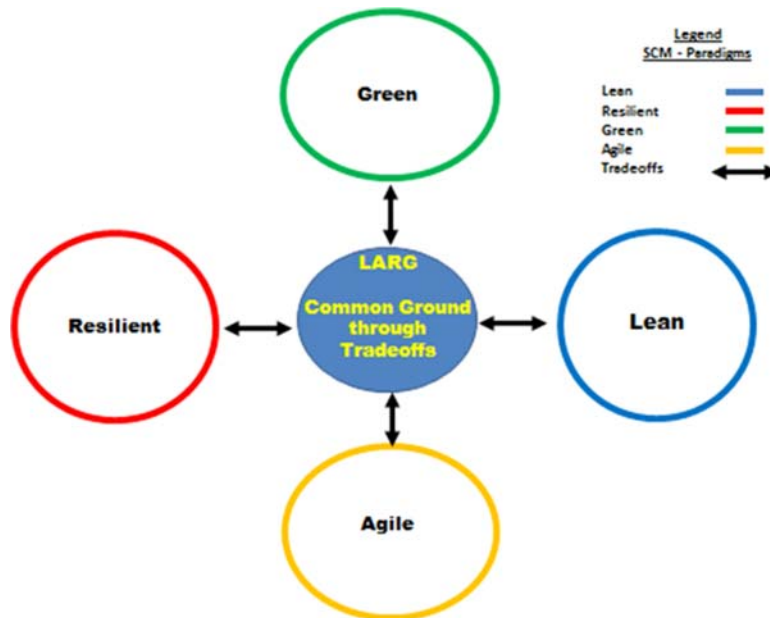 Legend
SCM - Paradigms
Lean
Resilient
Green
Agile
Tradeoffs
Green
LARG
Common Ground
through
Tradeoffs
Resilient
Lean
Agile